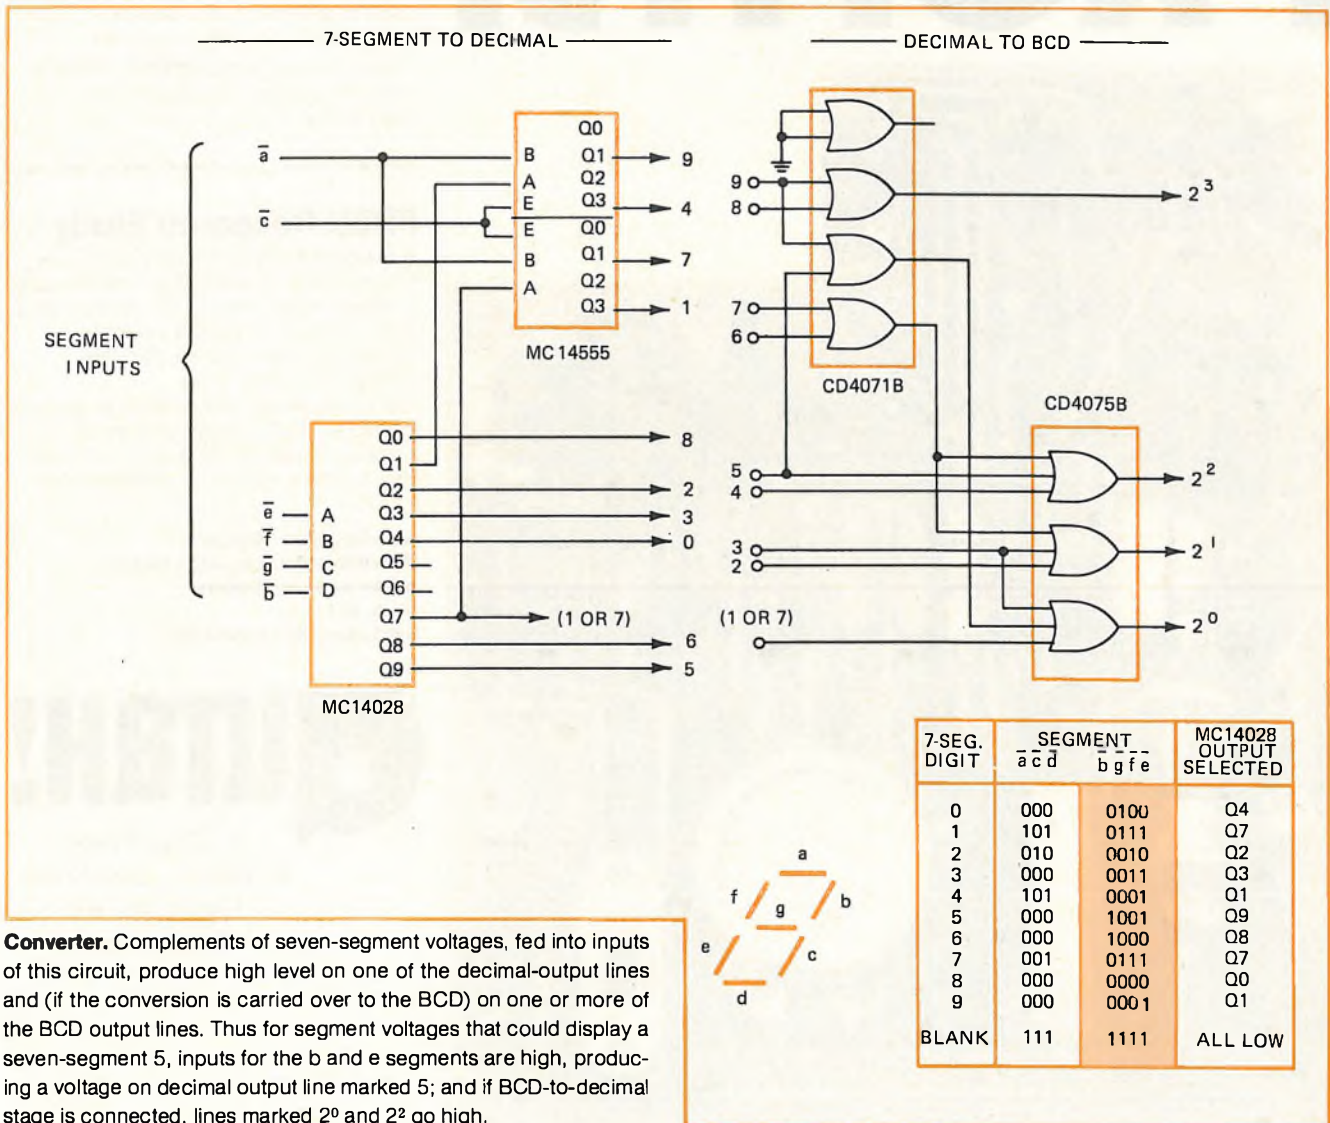 7-SEGMENT TO DECIMAL
DECIMAL TO BCD
SEGMENT
INPUTS
a̅
c̅
B
A
E
E
B
A
Q0
Q1
Q2
Q3
Q0
Q1
Q2
Q3
9
4
7
1
MC14555
e̅
f̅
g̅
b̅
A
B
C
D
Q0
Q1
Q2
Q3
Q4
Q5
Q6
Q7
Q8
Q9
8
2
3
0
(1 OR 7)
6
5
MC14028
9
8
7
6
5
4
3
2
(1 OR 7)
CD4071B
CD4075B
2³
2²
2¹
2⁰
7-SEG. DIGIT SEGMENT a̅ c̅ d̅ b̅ g̅ f̅ e̅ MC14028 OUTPUT SELECTED
0 000 0100 Q4
1 101 0111 Q7
2 010 0010 Q2
3 000 0011 Q3
4 101 0001 Q1
5 000 1001 Q9
6 000 1000 Q8
7 001 0111 Q7
8 000 0000 Q0
9 000 0001 Q1
BLANK 111 1111 ALL LOW
a
f
b
g
e
c
d
Converter. Complements of seven-segment voltages, fed into inputs
of this circuit, produce high level on one of the decimal-output lines
and (if the conversion is carried over to the BCD) on one or more of
the BCD output lines. Thus for segment voltages that could display a
seven-segment 5, inputs for the b and e segments are high, produc-
ing a voltage on decimal output line marked 5; and if BCD-to-decimal
stage is connected, lines marked 2⁰ and 2² go high.